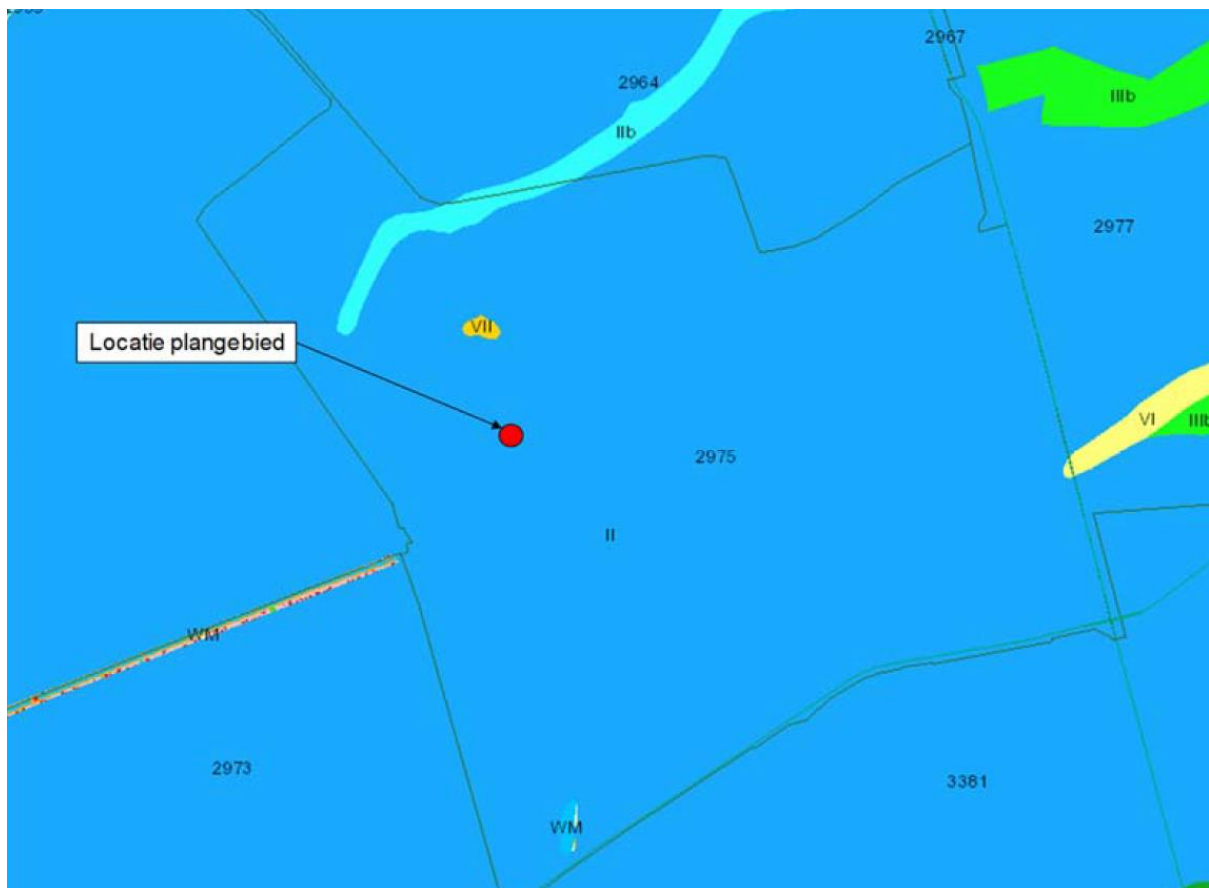 2967
2964
IIIb
IIb
2977
VII
Locatie plangebied
VI
IIIb
2975
II
WM
2973
3381
WM